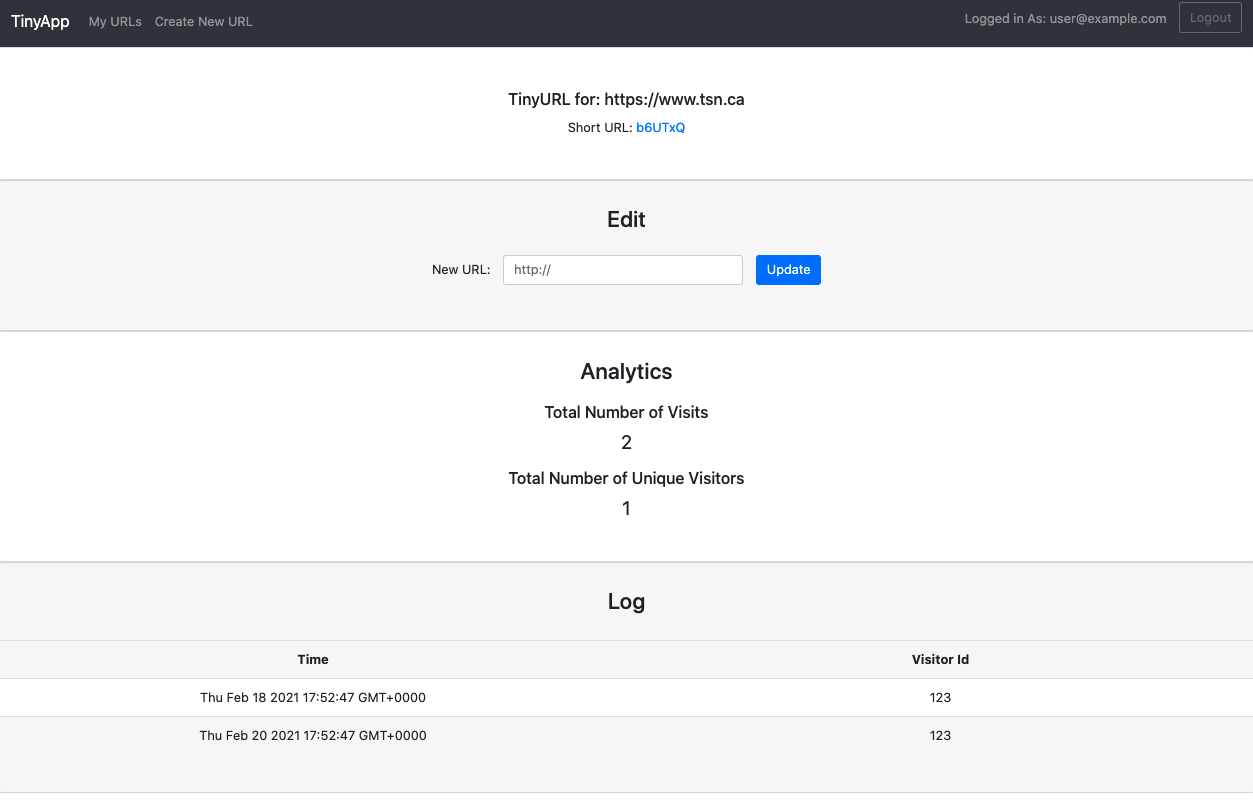 TinyApp My URLs Create New URL Logged in As: user@example.com Logout
TinyURL for: https://www.tsn.ca
Short URL: b6UTxQ
Edit
New URL: http:// Update
Analytics
Total Number of Visits
2
Total Number of Unique Visitors
1
Log
Time Visitor Id
Thu Feb 18 2021 17:52:47 GMT+0000 123
Thu Feb 20 2021 17:52:47 GMT+0000 123